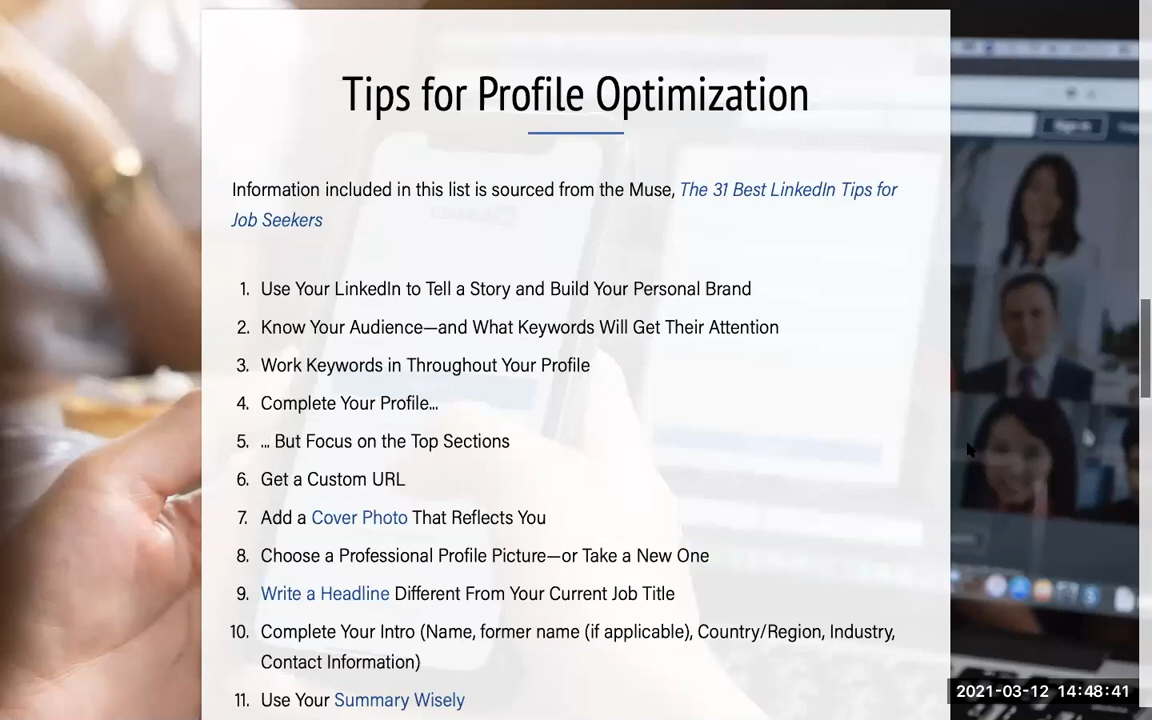 Tips for Profile Optimization
Information included in this list is sourced from the Muse, The 31 Best LinkedIn Tips for
Job Seekers
1. Use Your LinkedIn to Tell a Story and Build Your Personal Brand
2. Know Your Audience—and What Keywords Will Get Their Attention
3. Work Keywords in Throughout Your Profile
4. Complete Your Profile...
5. ... But Focus on the Top Sections
6. Get a Custom URL
7. Add a Cover Photo That Reflects You
8. Choose a Professional Profile Picture—or Take a New One
9. Write a Headline Different From Your Current Job Title
10. Complete Your Intro (Name, former name (if applicable), Country/Region, Industry,
Contact Information)
11. Use Your Summary Wisely
2021-03-12 14:48:41